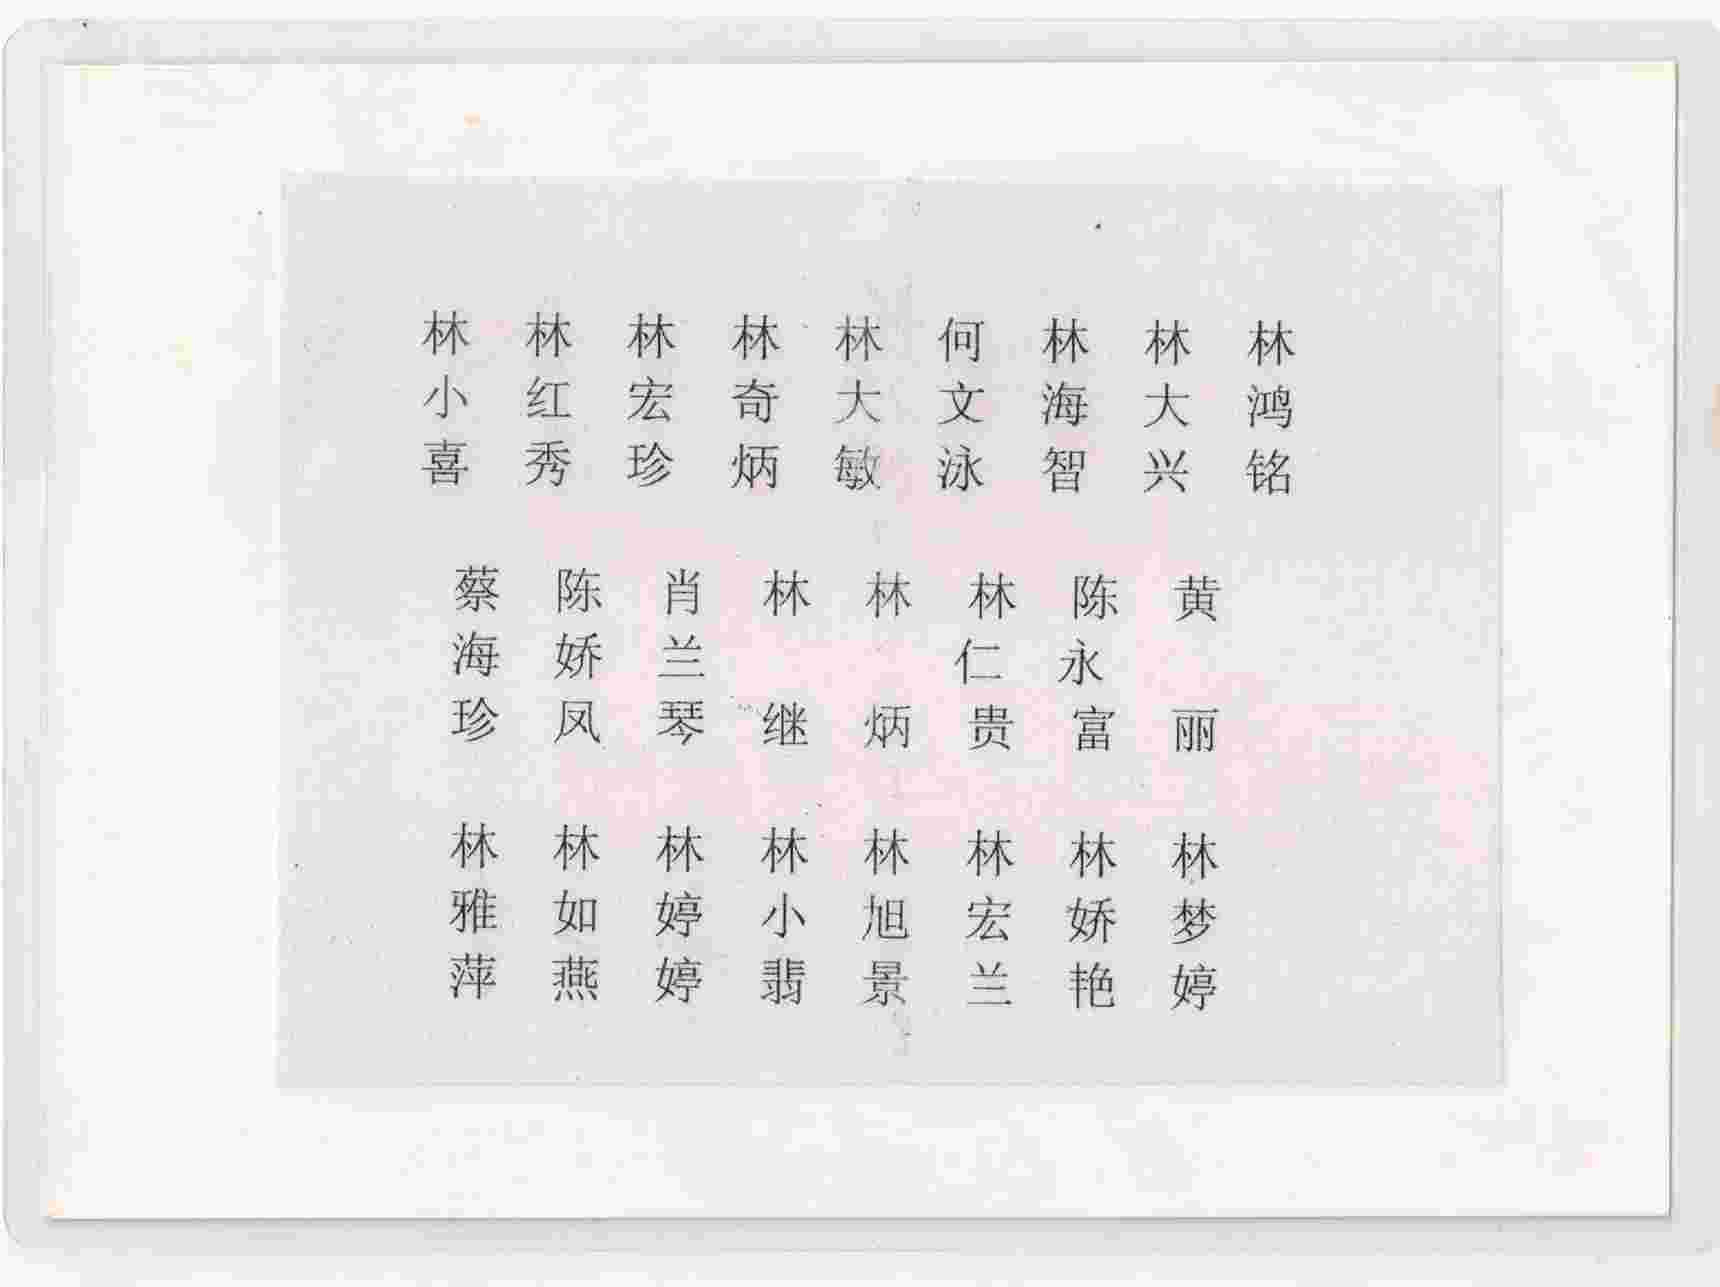 林小喜
林红秀
林宏珍
林奇炳
林大敏
何文泳
林海智
林大兴
林鸿铭
蔡海珍
陈娇凤
肖兰琴
林继
林炳
林仁贵
陈永富
黄丽
林雅萍
林如燕
林婷婷
林小翡
林旭景
林宏兰
林娇艳
林梦婷